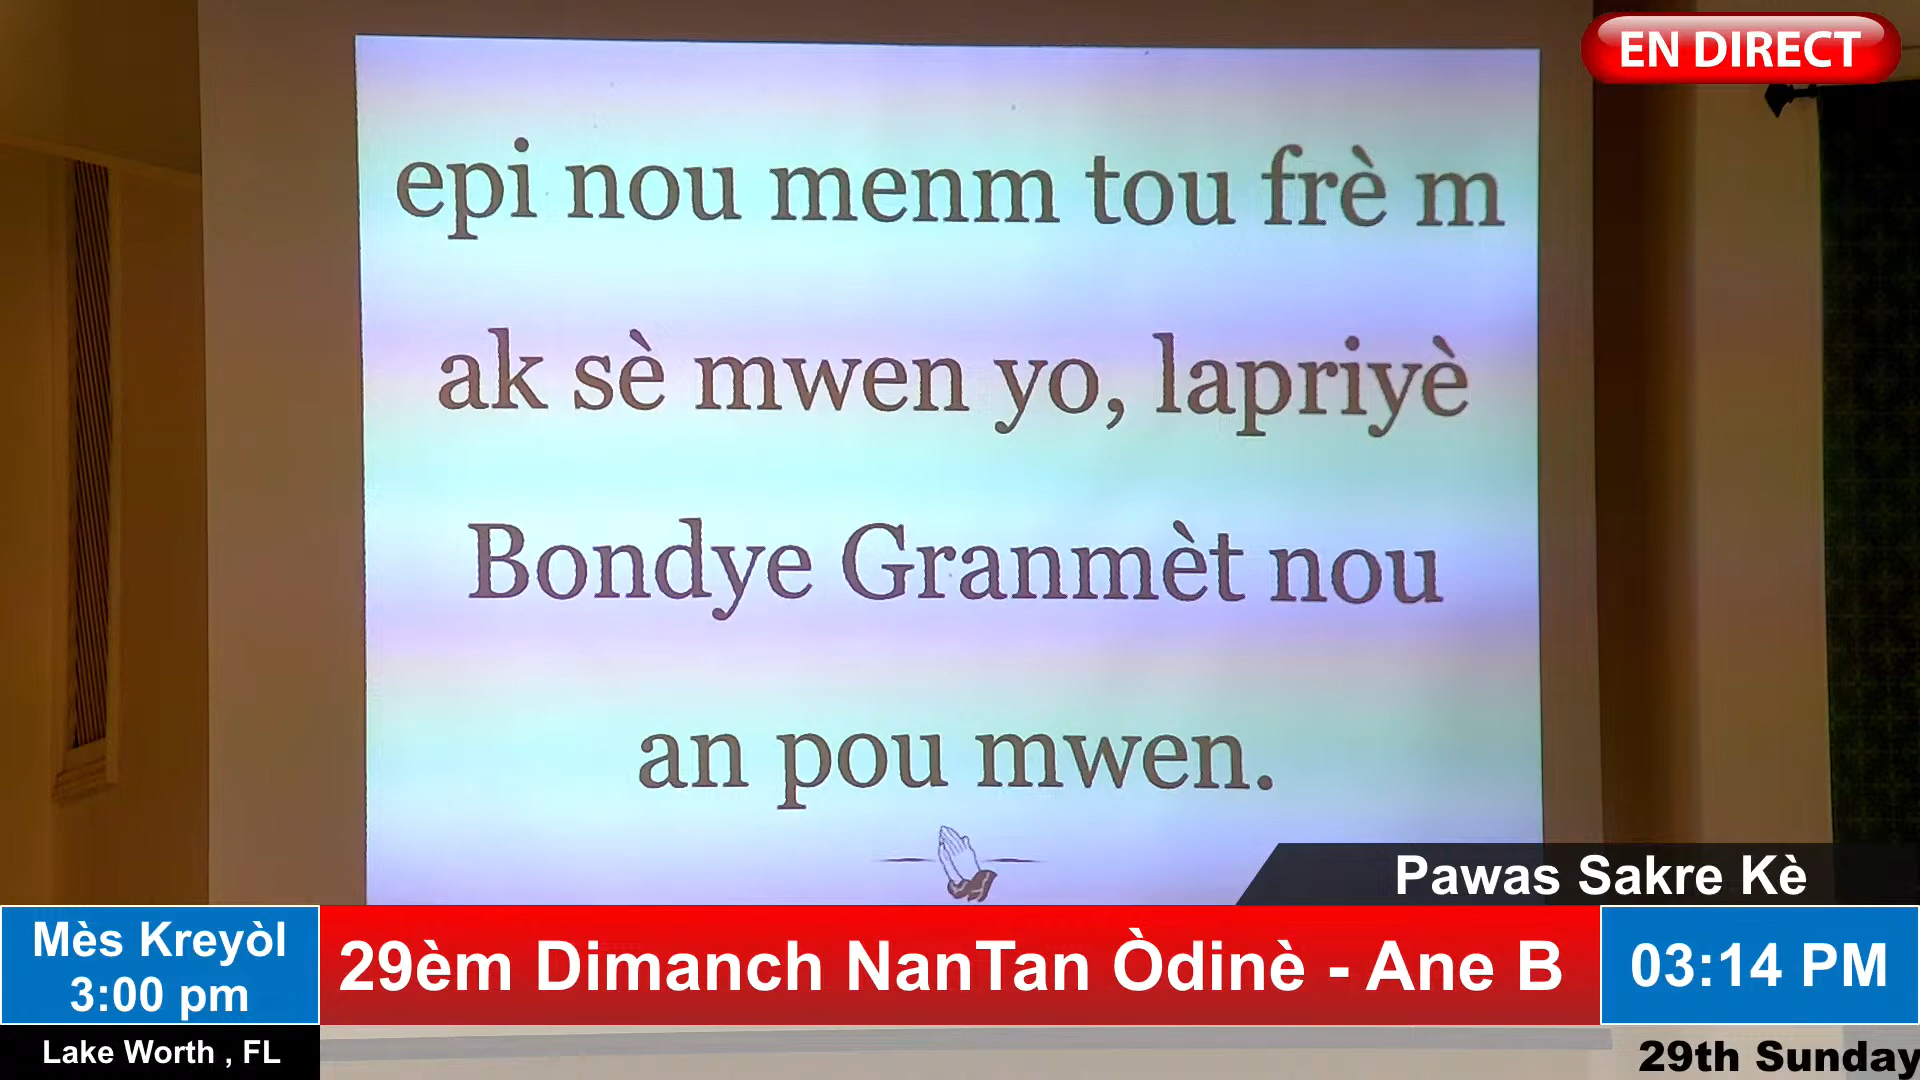 EN DIRECT
epi nou menm tou frè m
ak sè mwen yo, lapriyè
Bondye Granmèt nou
an pou mwen.
Pawas Sakre Kè
Mès Kreyòl
3:00 pm
29èm Dimanch NanTan Òdinè - Ane B
03:14 PM
Lake Worth , FL
29th Sunday